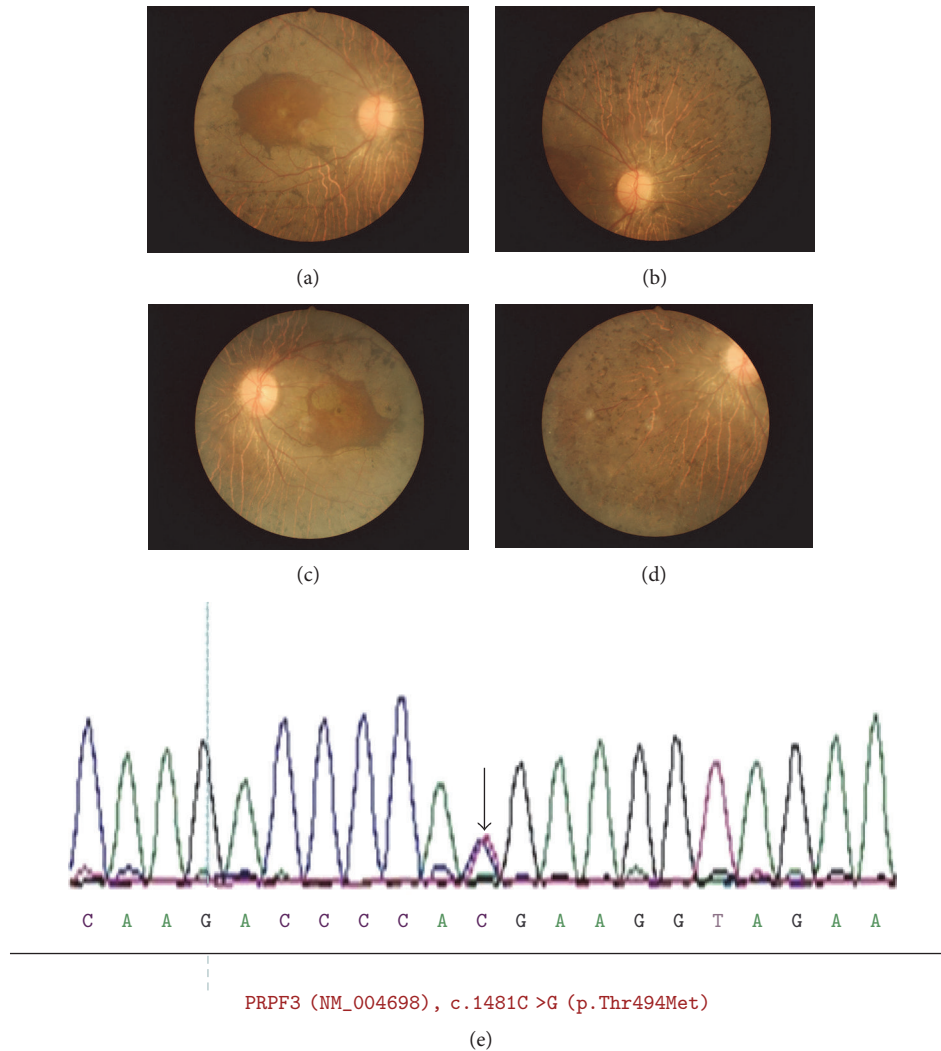 (a)
(b)
(c)
(d)
C A A G A C C C C A C G A A G G T A G A A
PRPF3 (NM_004698), c.1481C >G (p.Thr494Met)
(e)